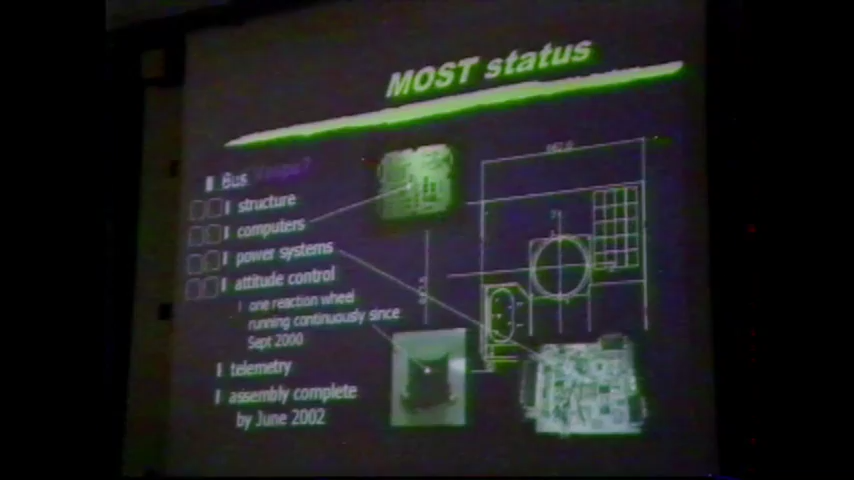 MOST status
Bus
structure
computers
power systems
attitude control
one reaction wheel
running continuously since
Sept 2000
telemetry
assembly complete
by June 2002